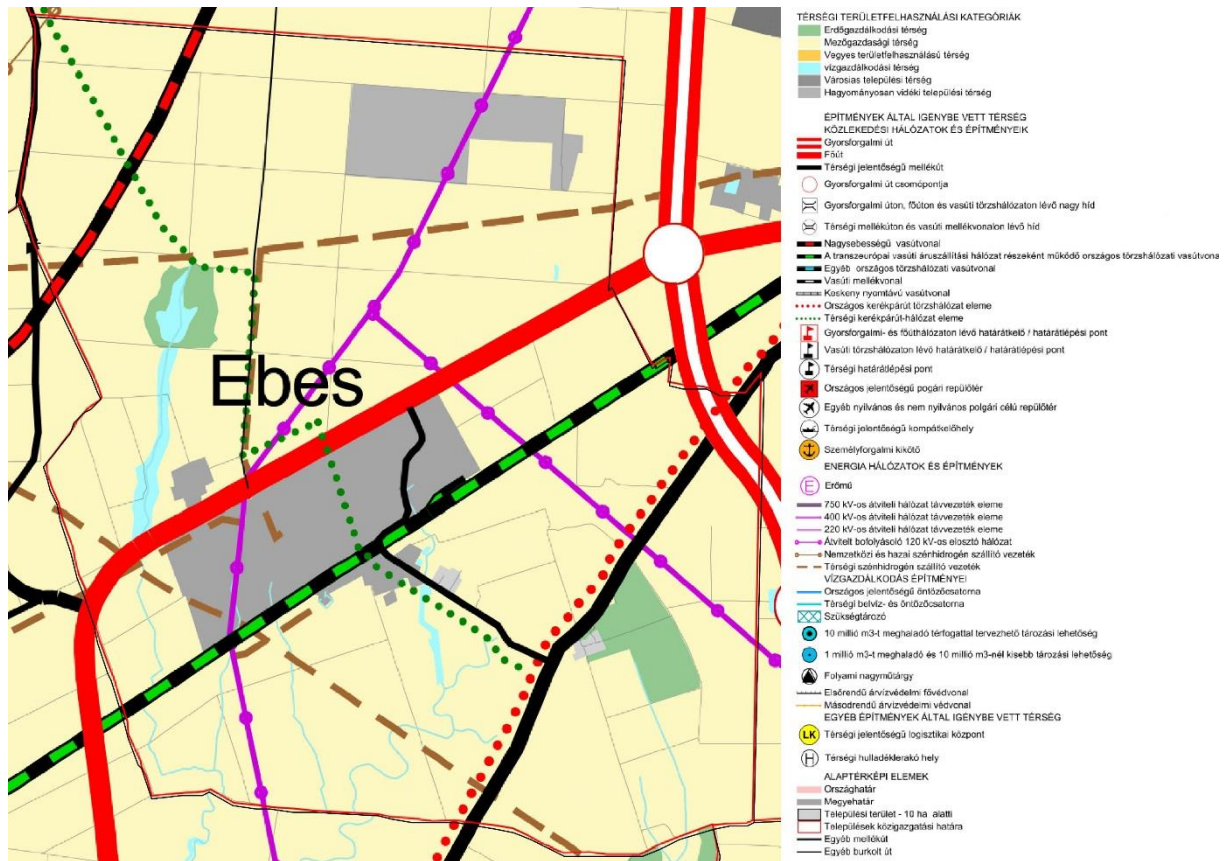 Ebes
TÉRSÉGI TERÜLETFELHASZNÁLÁSI KATEGÓRIÁK
Erdőgazdálkodási térség
Mezőgazdasági térség
Vegyes területfelhasználású térség
vízgazdálkodási térség
Városias települési térség
Hagyományosan vidéki települési térség
ÉPÍTMÉNYEK ÁLTAL IGÉNYBE VETT TÉRSÉG
KÖZLEKEDÉSI HÁLÓZATOK ÉS ÉPÍTMÉNYEIK
Gyorsforgalmi út
Főút
Térségi jelentőségű mellékút
Gyorsforgalmi út csomópontja
Gyorsforgalmi úton, főúton és vasúti törzshálózaton lévő nagy híd
Térségi mellékúton és vasúti mellékvonalon lévő híd
Nagysebességű vasútvonal
A transzeurópai vasúti áruszállítási hálózat részeként működő országos törzshálózati vasútvona
Egyéb országos törzshálózati vasútvonal
Vasúti mellékvonal
Keskeny nyomtávú vasútvonal
Országos kerékpárút törzshálózat eleme
Térségi kerékpárút-hálózat eleme
Gyorsforgalmi- és főúthálózaton lévő határátkelő / határátlépési pont
Vasúti törzshálózaton lévő határátkelő / határátlépési pont
Térségi határátlépési pont
Országos jelentőségű pogári repülőtér
Egyéb nyilvános és nem nyilvános polgári célú repülőtér
Térségi jelentőségű kompátkelőhely
Személyforgalmi kikötő
ENERGIA HÁLÓZATOK ÉS ÉPÍTMÉNYEK
E Erőmű
750 kV-os átviteli hálózat távvezeték eleme
400 kV-os átviteli hálózat távvezeték eleme
220 kV-os átviteli hálózat távvezeték eleme
Átvitelt befolyásoló 120 kV-os elosztó hálózat
Nemzetközi és hazai szénhidrogén szállító vezeték
Térségi szénhidrogén szállító vezeték
VÍZGAZDÁLKODÁS ÉPÍTMÉNYEI
Országos jelentőségű öntözőcsatorna
Térségi belvíz- és öntözőcsatorna
Szükségtározó
10 millió m3-t meghaladó térfogattal tervezhető tározási lehetőség
1 millió m3-t meghaladó és 10 millió m3-nél kisebb tározási lehetőség
Folyami nagyműtárgy
Elsőrendű árvízvédelmi fővédvonal
Másodrendű árvízvédelmi védvonal
EGYÉB ÉPÍTMÉNYEK ÁLTAL IGÉNYBE VETT TÉRSÉG
LK Térségi jelentőségű logisztikai központ
H Térségi hulladéklerakó hely
ALAPTÉRKÉPI ELEMEK
Országhatár
Megyehatár
Települési terület - 10 ha alatti
Települések közigazgatási határa
Egyéb mellékút
Egyéb burkolt út